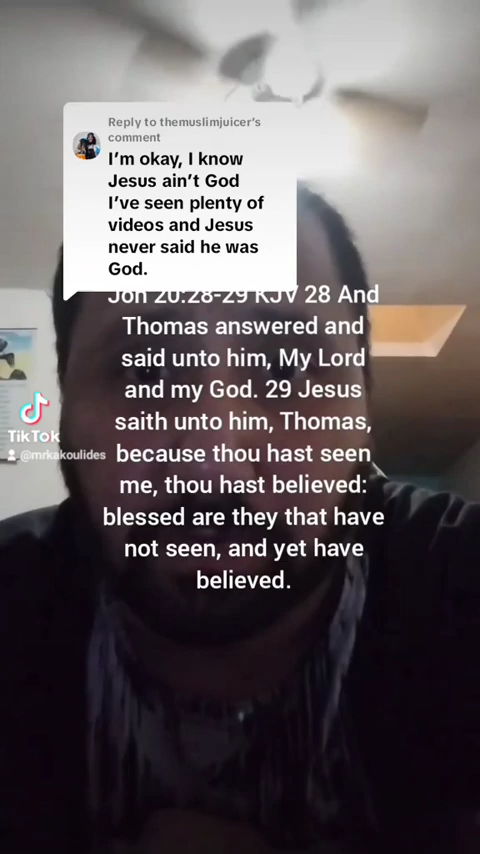 Reply to themuslimjuicer's
comment
I'm okay, I know
Jesus ain't God
I've seen plenty of
videos and Jesus
never said he was
God.
Joh 20:28-29 KJV 28 And
Thomas answered and
said unto him, My Lord
and my God. 29 Jesus
saith unto him, Thomas,
because thou hast seen
me, thou hast believed:
blessed are they that have
not seen, and yet have
believed.
TikTok
@mrkakoulides